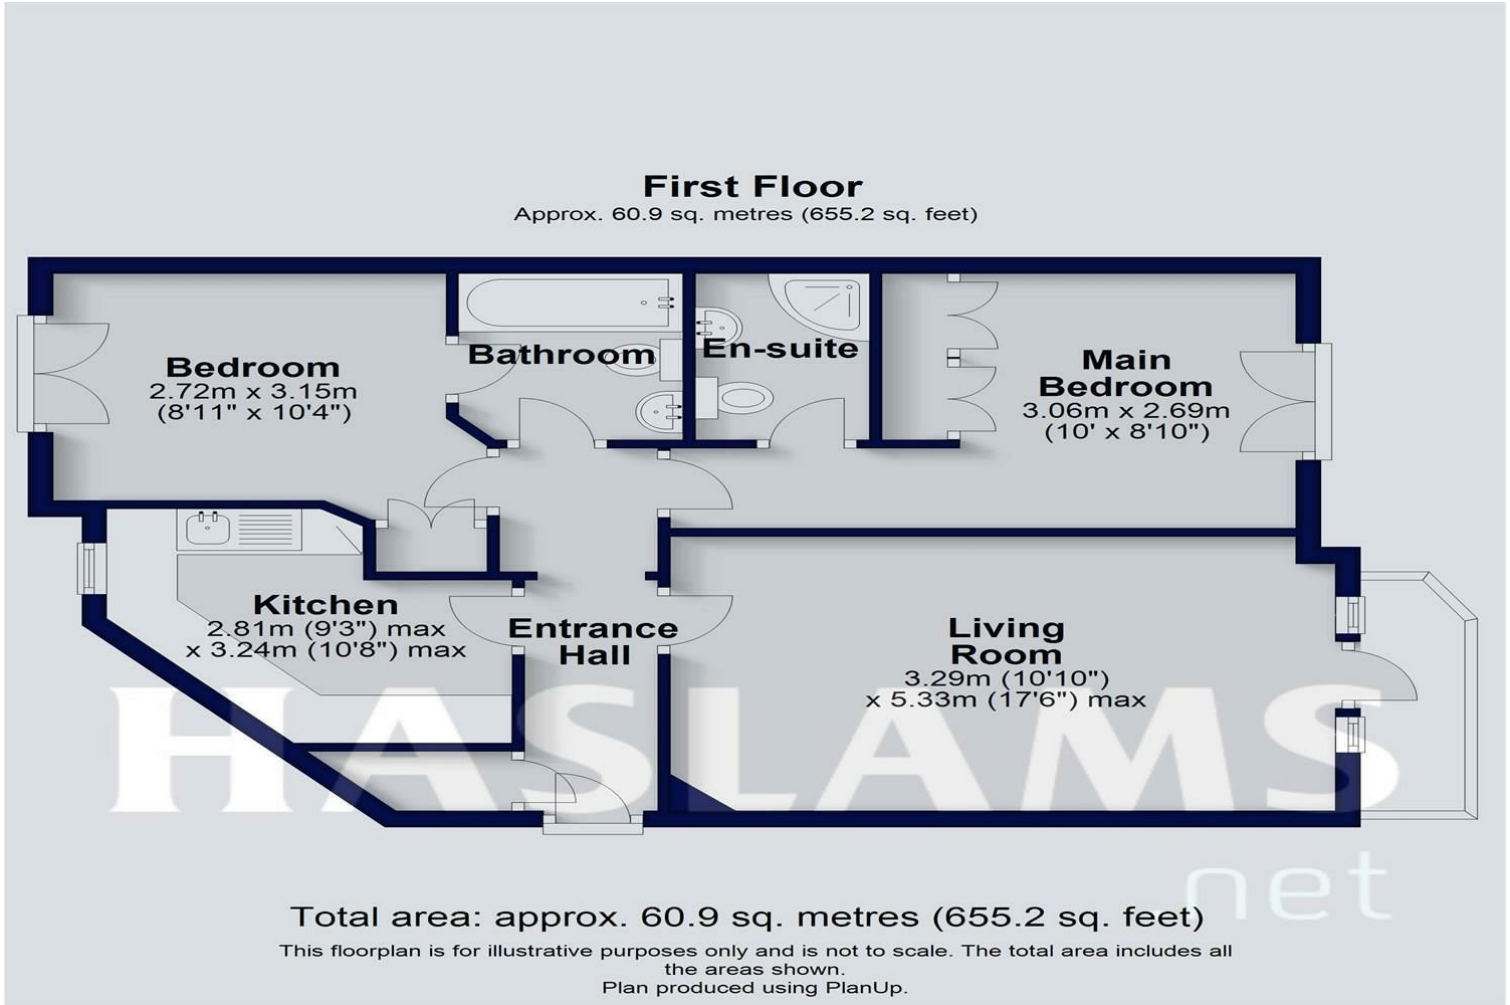 First Floor
Approx. 60.9 sq. metres (655.2 sq. feet)
Bedroom
2.72m x 3.15m
(8'11" x 10'4")
Bathroom
En-suite
Main
Bedroom
3.06m x 2.69m
(10' x 8'10")
Kitchen
2.81m (9'3") max
x 3.24m (10'8") max
Entrance
Hall
Living
Room
3.29m (10'10")
x 5.33m (17'6") max
HASLAMS
net
Total area: approx. 60.9 sq. metres (655.2 sq. feet)
This floorplan is for illustrative purposes only and is not to scale. The total area includes all
the areas shown.
Plan produced using PlanUp.